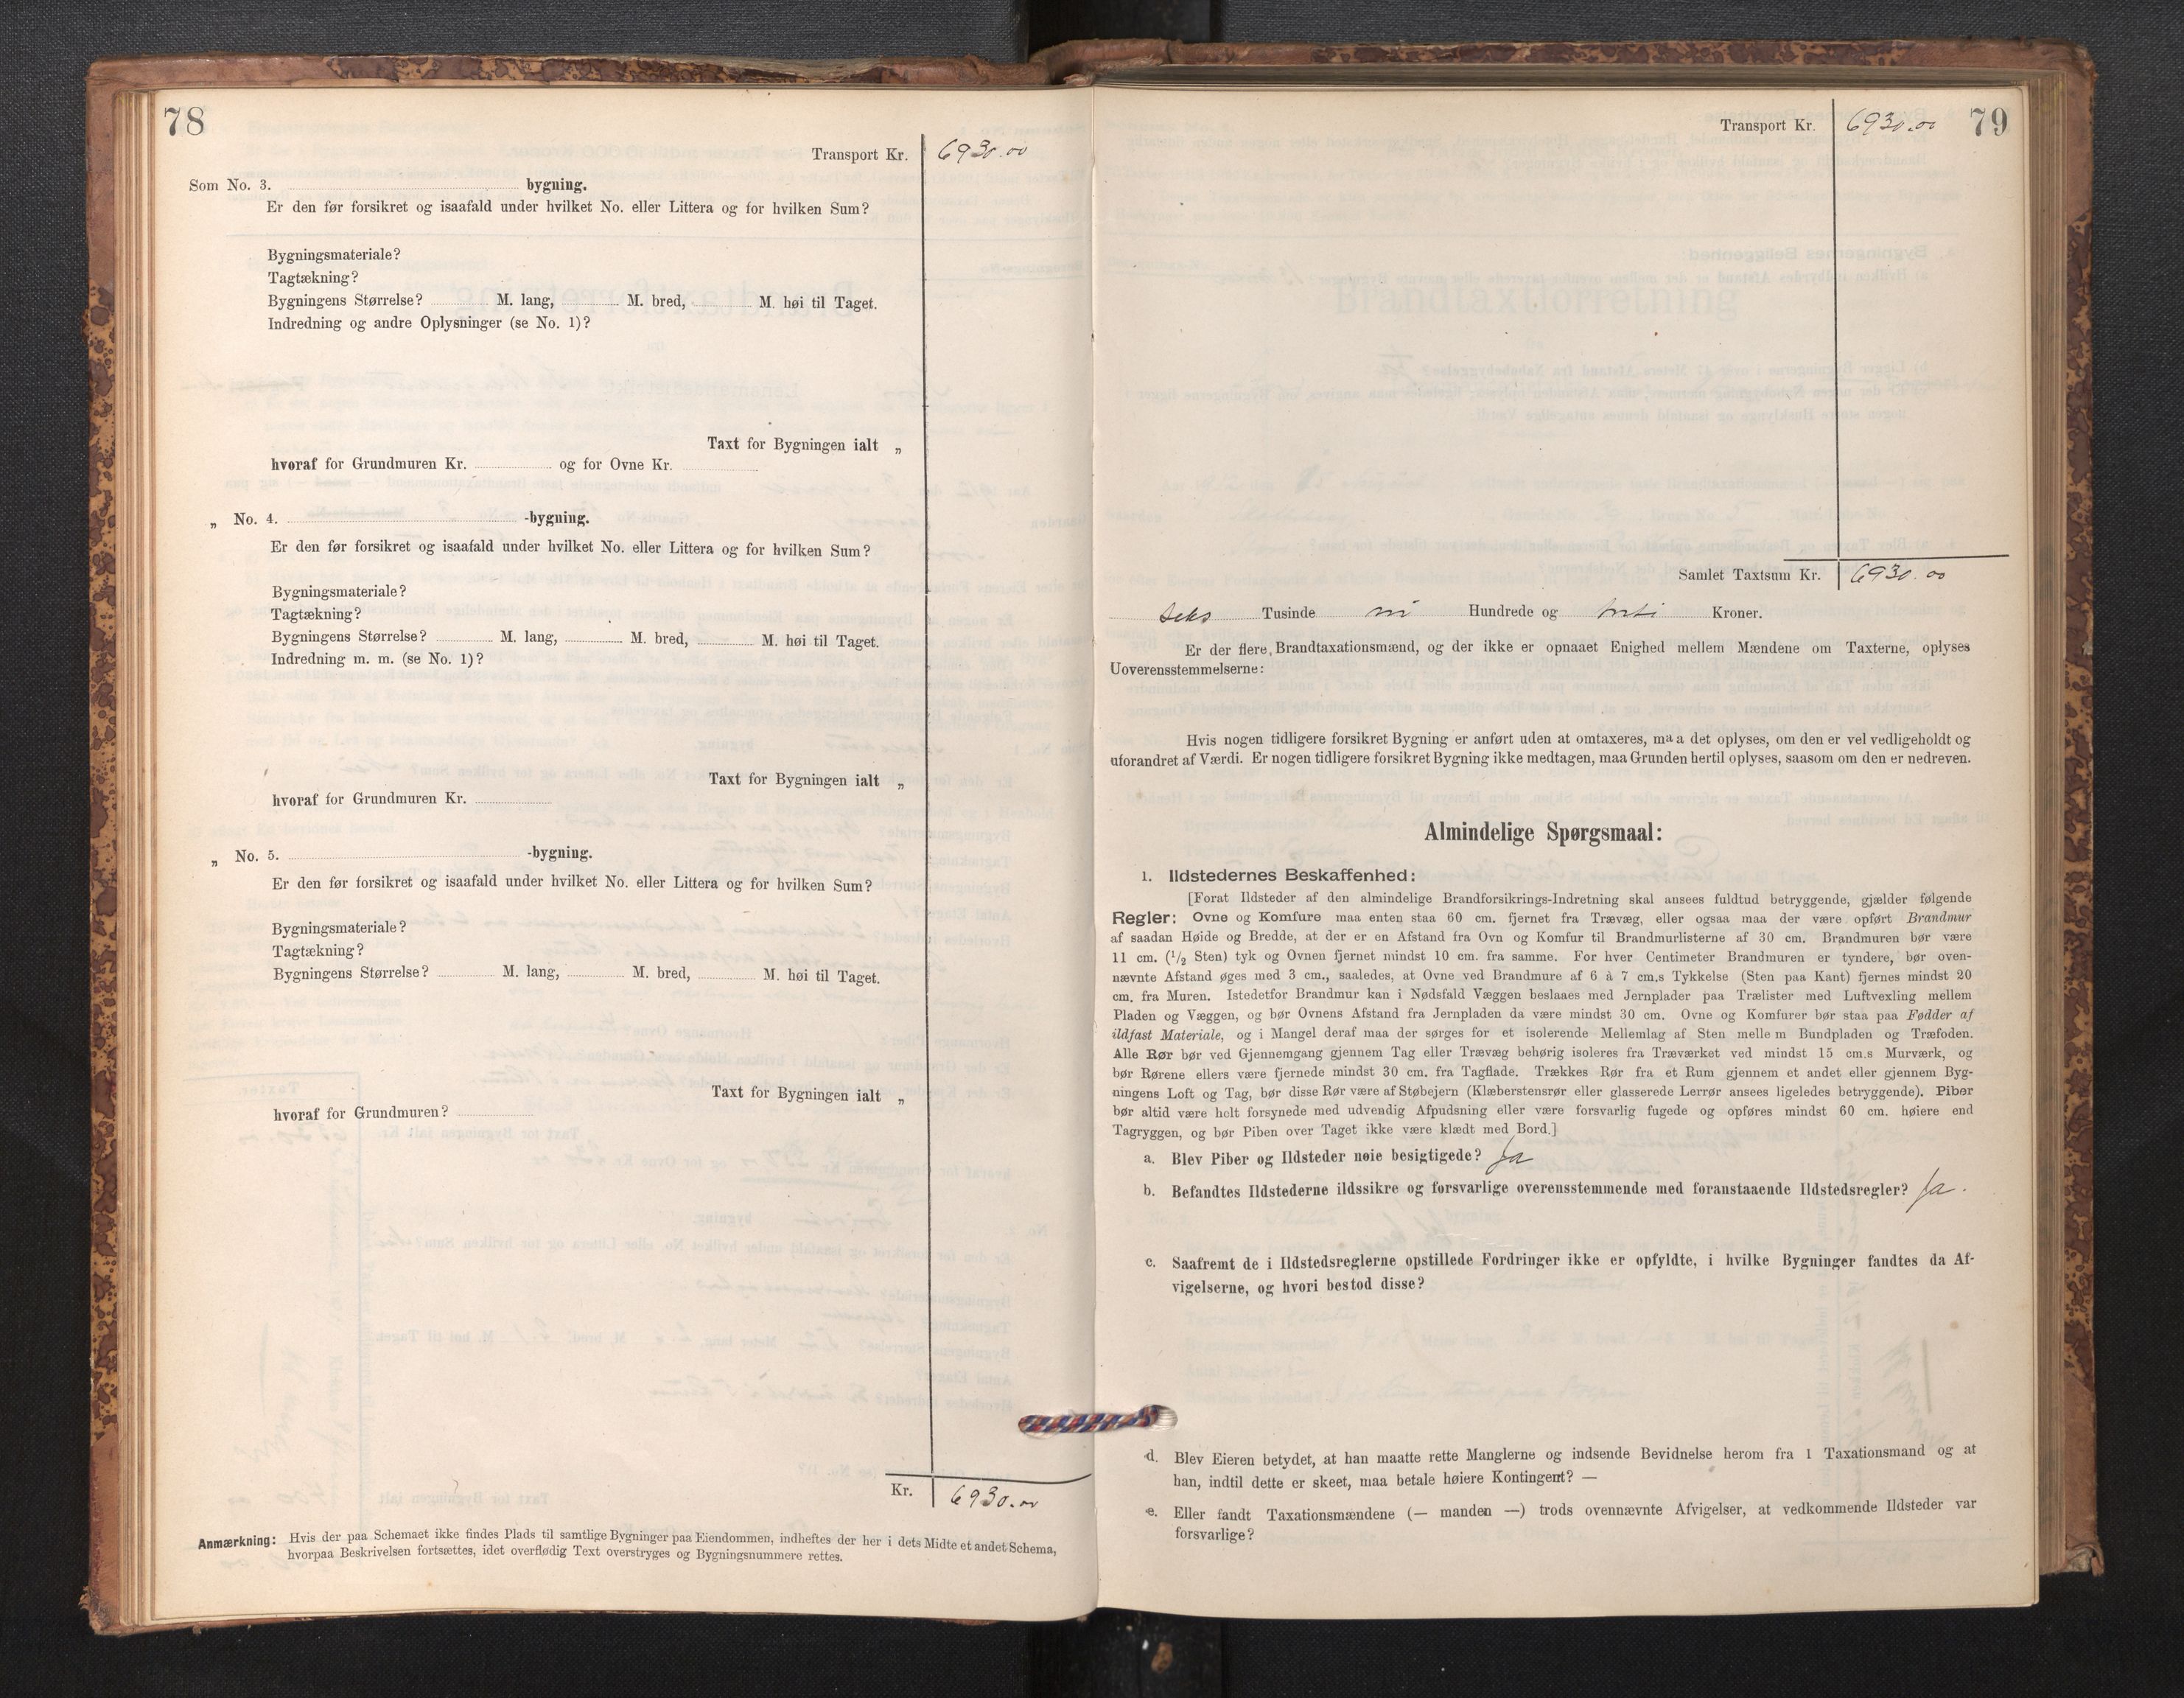 78
Transport Kr. 6930.00
Som No. 3. bygning.
Er den før forsikret og isaafald under hvilket No. eller Littera og for hvilken Sum?
Bygningsmateriale?
Tagtækning?
Bygningens Størrelse? M. lang, M. bred, M. høi til Taget.
Indredning og andre Oplysninger (se No. 1)?
Taxt for Bygningen ialt „
hvoraf for Grundmuren Kr. og for Ovne Kr.
„ No. 4. -bygning.
Er den før forsikret og isaafald under hvilket No. eller Littera og for hvilken Sum?
Bygningsmateriale?
Tagtækning?
Bygningens Størrelse? M. lang, M. bred, M. høi til Taget.
Indredning m. m. (se No. 1)?
Taxt for Bygningen ialt „
hvoraf for Grundmuren Kr.
„ No. 5. -bygning.
Er den før forsikret og isaafald under hvilket No. eller Littera og for hvilken Sum?
Bygningsmateriale?
Tagtækning?
Bygningens Størrelse? M. lang, M. bred, M. høi til Taget.
Taxt for Bygningen ialt „
hvoraf for Grundmuren?
Kr. 6930.00
Anmærkning: Hvis der paa Schemaet ikke findes Plads til samtlige Bygninger paa Eiendommen, indheftes der her i dets Midte et andet Schema,
hvorpaa Beskrivelsen fortsættes, idet overflødig Text overstryges og Bygningsnummere rettes.
79
Transport Kr. 6930.00
Samlet Taxtsum Kr. 6930.00
Seks Tusinde ni Hundrede og treti Kroner.
Er der flere Brandtaxationsmænd, og der ikke er opnaaet Enighed mellem Mændene om Taxterne, oplyses
Uoverensstemmelserne:
Hvis nogen tidligere forsikret Bygning er anført uden at omtaxeres, maa det oplyses, om den er vel vedligeholdt og
uforandret af Værdi. Er nogen tidligere forsikret Bygning ikke medtagen, maa Grunden hertil oplyses, saasom om den er nedreven.
Almindelige Spørgsmaal:
1. Ildstedernes Beskaffenhed:
[Forat Ildsteder af den almindelige Brandforsikrings-Indretning skal ansees fuldtud betryggende, gjælder følgende
Regler: Ovne og Komfure maa enten staa 60 cm. fjernet fra Trævæg, eller ogsaa maa der være opført Brandmur
af saadan Høide og Bredde, at der er en Afstand fra Ovn og Komfur til Brandmurlisterne af 30 cm. Brandmuren bør være
11 cm. (1/2 Sten) tyk og Ovnen fjernet mindst 10 cm. fra samme. For hver Centimeter Brandmuren er tyndere, bør oven-
nævnte Afstand øges med 3 cm., saaledes, at Ovne ved Brandmure af 6 à 7 cm.s Tykkelse (Sten paa Kant) fjernes mindst 20
cm. fra Muren. Istedetfor Brandmur kan i Nødsfald Væggen beslaaes med Jernplader paa Trælister med Luftvexling mellem
Pladen og Væggen, og bør Ovnens Afstand fra Jernpladen da være mindst 30 cm. Ovne og Komfurer bør staa paa Fødder af
ildfast Materiale, og i Mangel deraf maa der sørges for et isolerende Mellemlag af Sten mellem Bundpladen og Træfoden.
Alle Rør bør ved Gjennemgang gjennem Tag eller Trævæg behørig isoleres fra Træværket ved mindst 15 cm.s Murværk, og
bør Rørene ellers være fjernede mindst 30 cm. fra Tagflade. Trækkes Rør fra et Rum gjennem et andet eller gjennem Byg-
ningens Loft og Tag, bør disse Rør være af Støbejern (Klæberstensrør eller glasserede Lerrør ansees ligeledes betryggende). Piber
bør altid være helt forsynede med udvendig Afpudsning eller være forsvarlig fugede og opføres mindst 60 cm. høiere end
Tagryggen, og bør Piben over Taget ikke være klædt med Bord.]
a. Blev Piber og Ildsteder nøie besigtigede? Ja
b. Befandtes Ildstederne ildssikre og forsvarlige overensstemmende med foranstaaende Ildstedsregler? Ja.
c. Saafremt de i Ildstedsreglerne opstillede Fordringer ikke er opfyldte, i hvilke Bygninger fandtes da Af-
vigelserne, og hvori bestod disse?
d. Blev Eieren betydet, at han maatte rette Manglerne og indsende Bevidnelse herom fra 1 Taxationsmand og at
han, indtil dette er skeet, maa betale høiere Kontingent? —
e. Eller fandt Taxationsmændene (— manden —) trods ovennævnte Afvigelser, at vedkommende Ildsteder var
forsvarlige?